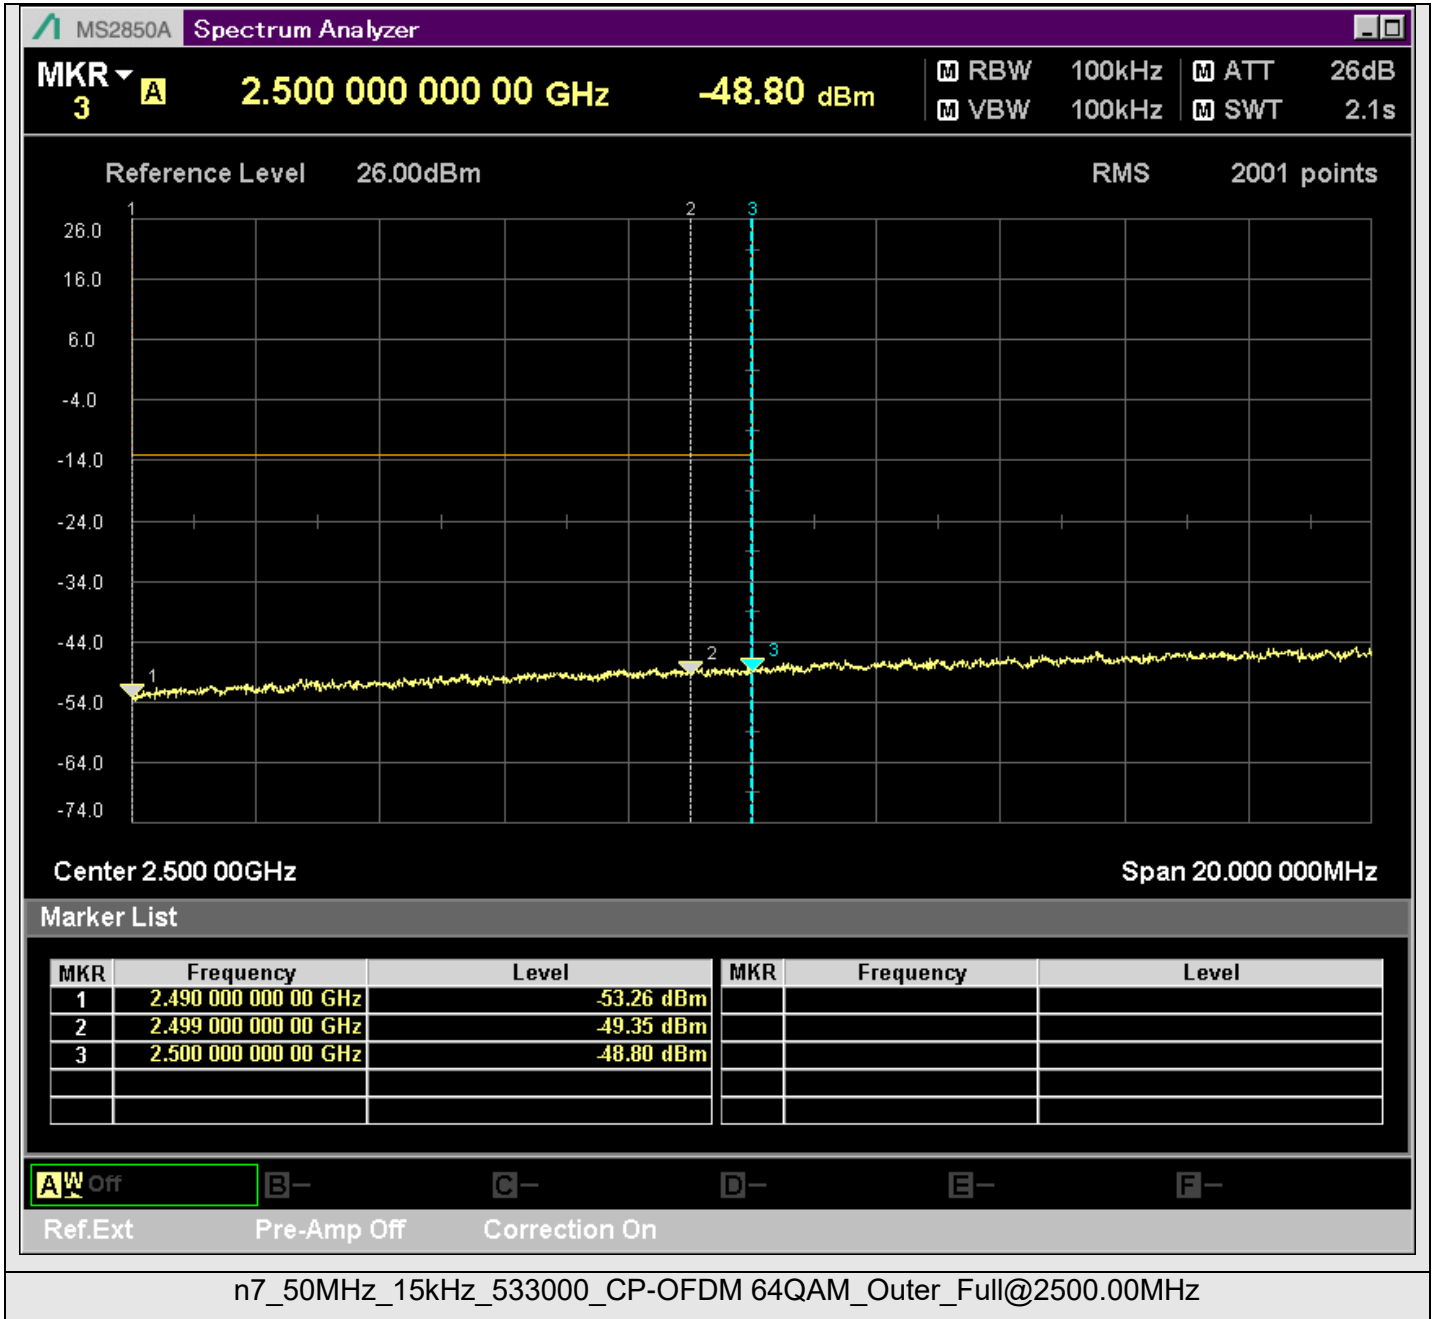 MS2850A Spectrum Analyzer
MKR A 2.500 000 000 00 GHz -48.80 dBm M RBW 100kHz M ATT 26dB
3 M VBW 100kHz M SWT 2.1s
Reference Level 26.00dBm RMS 2001 points
1 2 3
26.0
16.0
6.0
-4.0
-14.0
-24.0
-34.0
-44.0
2 3
1
-54.0
-64.0
-74.0
Center 2.500 00GHz Span 20.000 000MHz
Marker List
MKR Frequency Level MKR Frequency Level
1 2.490 000 000 00 GHz -53.26 dBm
2 2.499 000 000 00 GHz -49.35 dBm
3 2.500 000 000 00 GHz -48.80 dBm
A W Off B – C – D – E – F –
Ref.Ext Pre-Amp Off Correction On
n7_50MHz_15kHz_533000_CP-OFDM 64QAM_Outer_Full@2500.00MHz